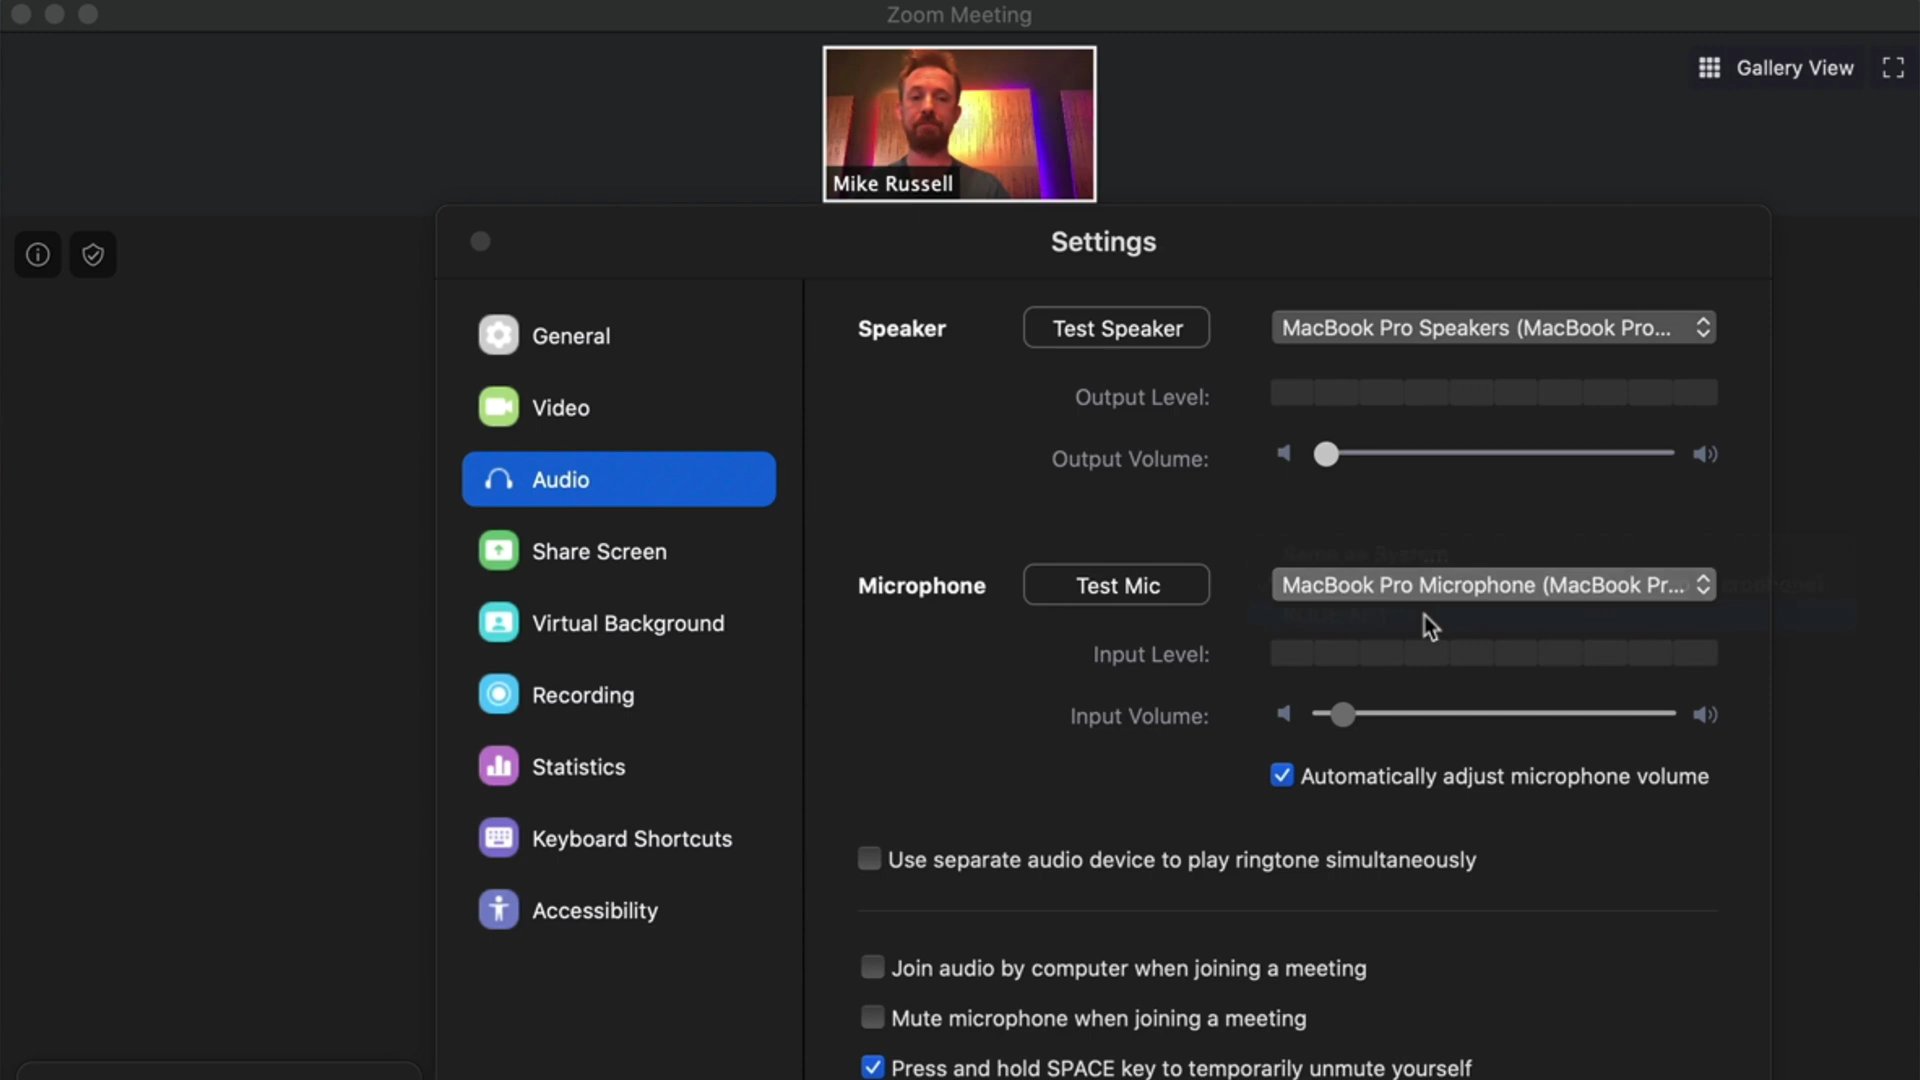 Zoom Meeting
Gallery View
Mike Russell
Settings
General
Video
Audio
Share Screen
Virtual Background
Recording
Statistics
Keyboard Shortcuts
Accessibility
Speaker
Test Speaker
MacBook Pro Speakers (MacBook Pro...
Output Level:
Output Volume:
Same as System
Microphone
Test Mic
MacBook Pro Microphone (MacBook Pr...
Input Level:
Input Volume:
Automatically adjust microphone volume
Use separate audio device to play ringtone simultaneously
Join audio by computer when joining a meeting
Mute microphone when joining a meeting
Press and hold SPACE key to temporarily unmute yourself